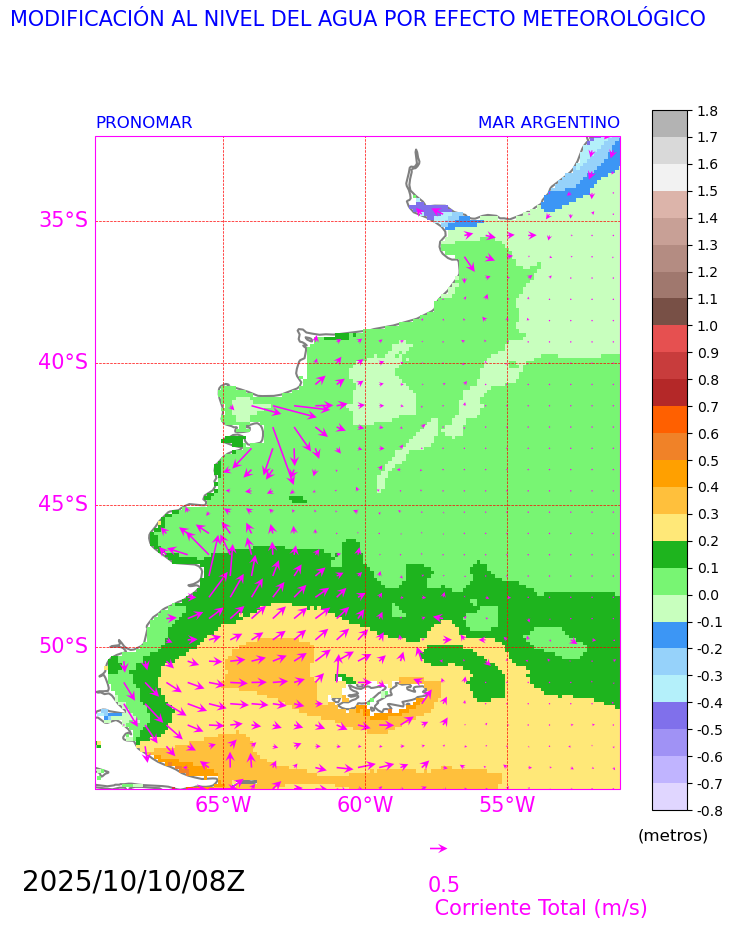 MODIFICACIÓN AL NIVEL DEL AGUA POR EFECTO METEOROLÓGICO
PRONOMAR
MAR ARGENTINO
35°S
40°S
45°S
50°S
65°W
60°W
55°W
1.8
1.7
1.6
1.5
1.4
1.3
1.2
1.1
1.0
0.9
0.8
0.7
0.6
0.5
0.4
0.3
0.2
0.1
0.0
-0.1
-0.2
-0.3
-0.4
-0.5
-0.6
-0.7
-0.8
(metros)
2025/10/10/08Z
0.5
Corriente Total (m/s)